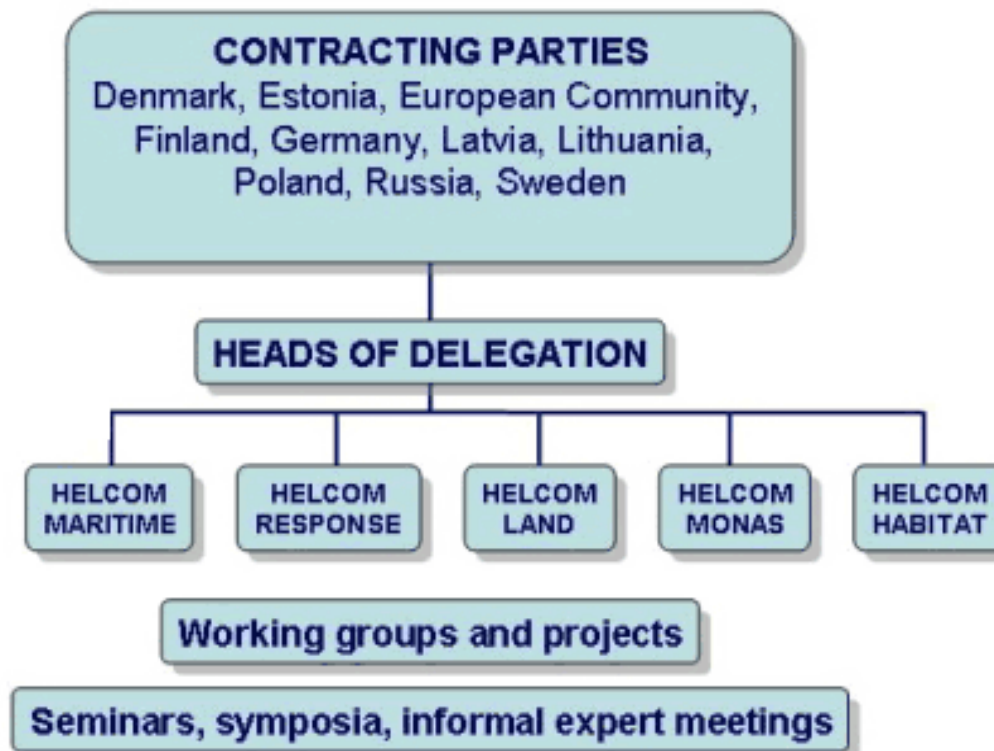 CONTRACTING PARTIES
Denmark, Estonia, European Community,
Finland, Germany, Latvia, Lithuania,
Poland, Russia, Sweden
HEADS OF DELEGATION
HELCOM
MARITIME
HELCOM
RESPONSE
HELCOM
LAND
HELCOM
MONAS
HELCOM
HABITAT
Working groups and projects
Seminars, symposia, informal expert meetings